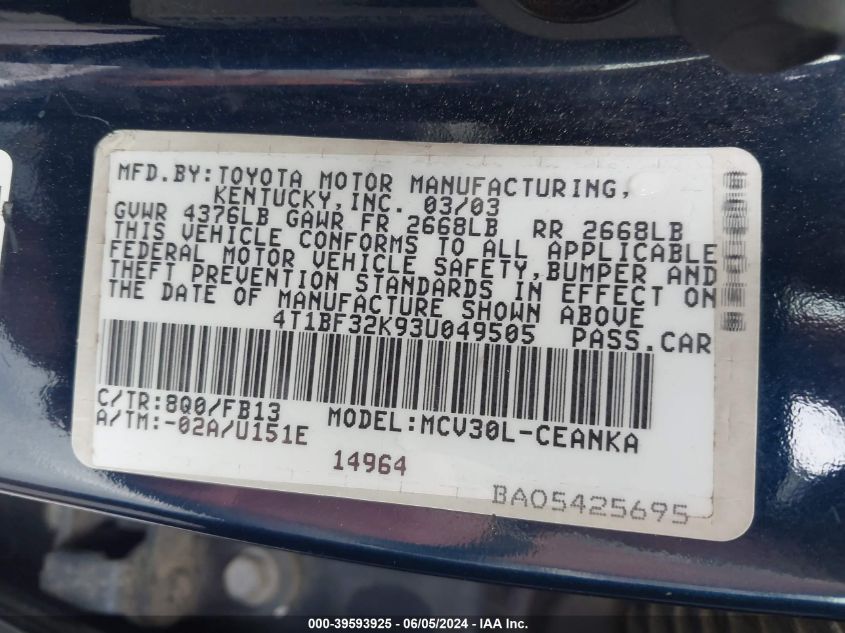 MFD.BY:TOYOTA MOTOR MANUFACTURING,
KENTUCKY,INC. 03/03
GVWR 4376LB GAWR FR 2668LB RR 2668LB
THIS VEHICLE CONFORMS TO ALL APPLICABLE
FEDERAL MOTOR VEHICLE SAFETY,BUMPER AND
THEFT PREVENTION STANDARDS IN EFFECT ON
THE DATE OF MANUFACTURE SHOWN ABOVE
4T1BF32K93U049505 PASS.CAR
C/TR:8Q0/FB13 MODEL:MCV30L-CEANKA
A/TM:-02A/U151E
14964
BA05425695
000-39593925 | 06/05/2024 | IAA Inc.